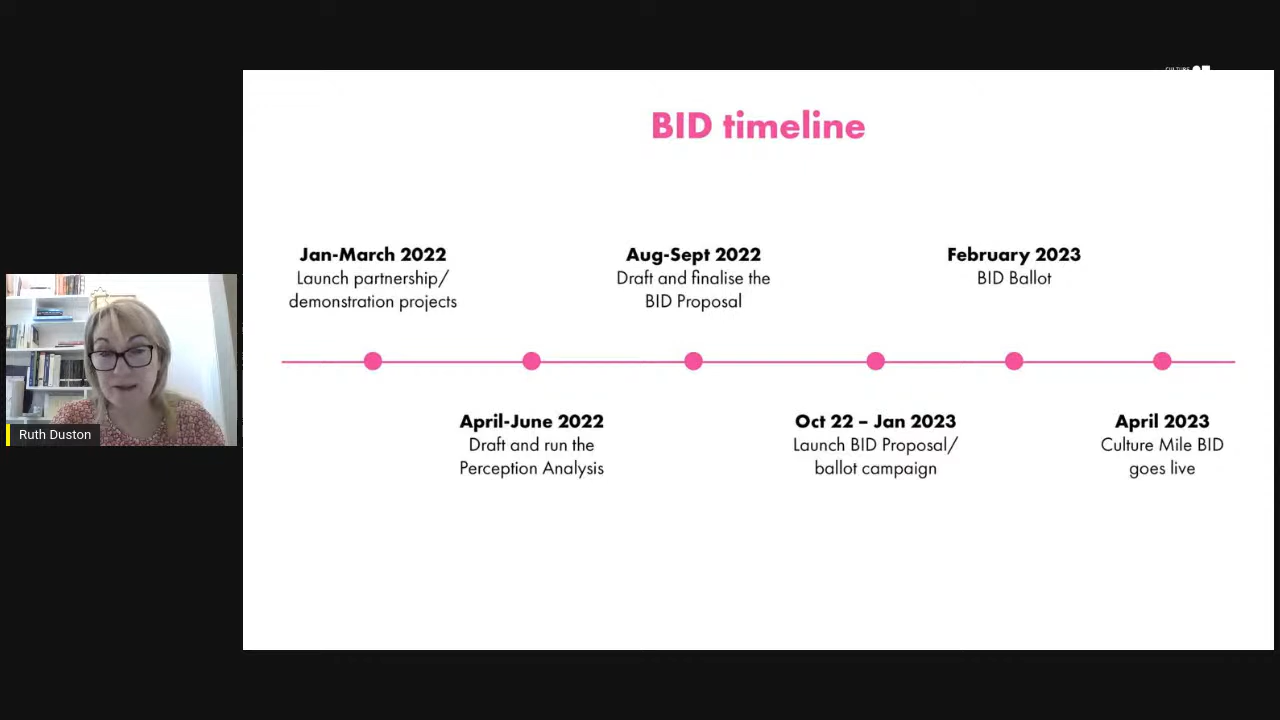 CULTURE
BID timeline
Jan-March 2022
Launch partnership/
demonstration projects
Aug-Sept 2022
Draft and finalise the
BID Proposal
February 2023
BID Ballot
April-June 2022
Draft and run the
Perception Analysis
Oct 22 – Jan 2023
Launch BID Proposal/
ballot campaign
April 2023
Culture Mile BID
goes live
Ruth Duston